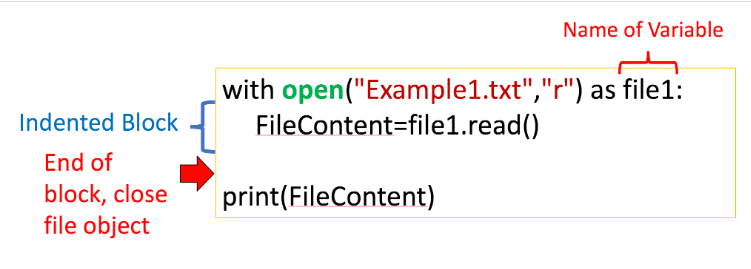 Name of Variable
with open("Example1.txt","r") as file1:
Indented Block
FileContent=file1.read()
End of
block, close
file object
print(FileContent)